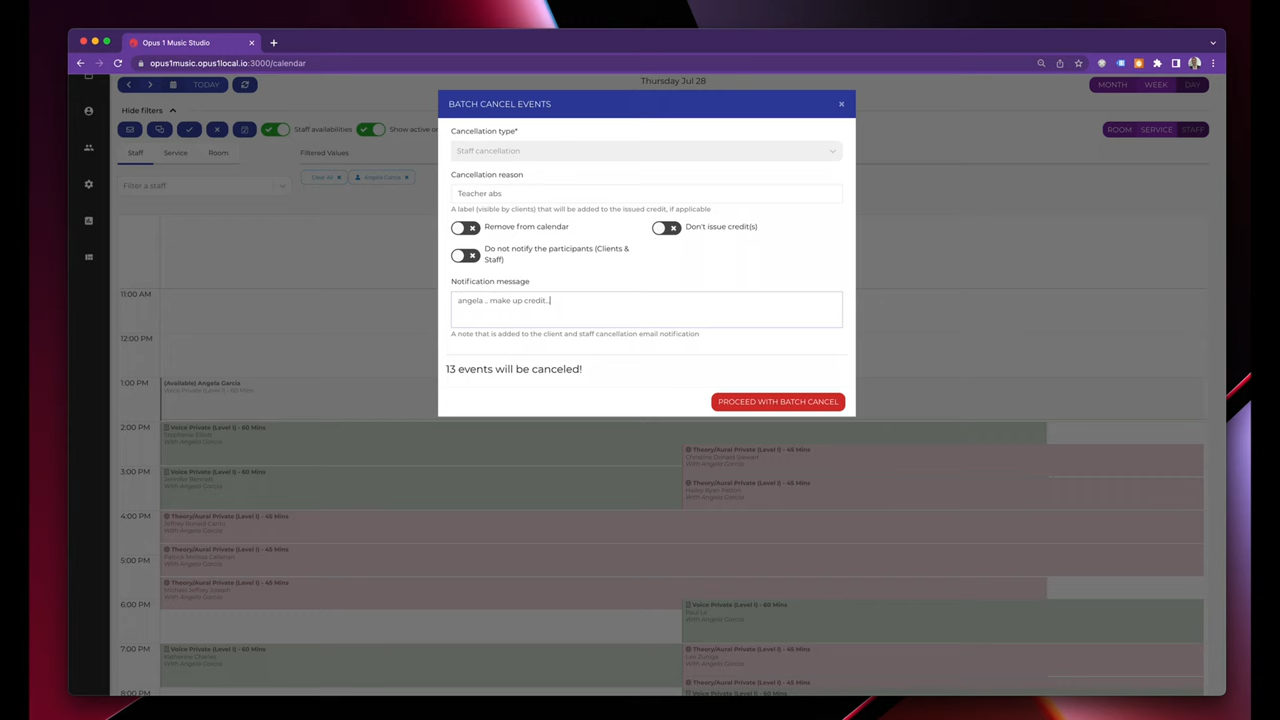 Opus 1 Music Studio
opus1music.opus1local.io:3000/calendar
TODAY
Thursday Jul 28
MONTH WEEK DAY
Hide filters
Staff availabilities
Show active or
ROOM SERVICE STAFF
Staff Service Room
Filtered Values
Filter a staff
Clear All
Angela Garcia
BATCH CANCEL EVENTS
Cancellation type*
Staff cancellation
Cancellation reason
Teacher abs
A label (visible by clients) that will be added to the issued credit, if applicable
Remove from calendar
Don't issue credit(s)
Do not notify the participants (Clients &
Staff)
Notification message
angela .. make up credit..
A note that is added to the client and staff cancellation email notification
13 events will be canceled!
PROCEED WITH BATCH CANCEL
11:00 AM
12:00 PM
1:00 PM
(Available) Angela Garcia
Voice Private (Level I) - 60 Mins
2:00 PM
Voice Private (Level I) - 60 Mins
Stephanie Elliott
With Angela Garcia
Theory/Aural Private (Level I) - 45 Mins
Christine Donald Stewart
With Angela Garcia
3:00 PM
Voice Private (Level I) - 60 Mins
Jennifer Bennett
With Angela Garcia
Theory/Aural Private (Level I) - 45 Mins
Haley Ryan Patton
With Angela Garcia
4:00 PM
Theory/Aural Private (Level I) - 45 Mins
Jeffrey Ronald Cantu
With Angela Garcia
Theory/Aural Private (Level I) - 45 Mins
Patrick Melissa Callahan
With Angela Garcia
5:00 PM
Theory/Aural Private (Level I) - 45 Mins
Michael Jeffrey Joseph
With Angela Garcia
6:00 PM
Voice Private (Level I) - 60 Mins
Paul Le
With Angela Garcia
7:00 PM
Voice Private (Level I) - 60 Mins
Katherine Charles
With Angela Garcia
Theory/Aural Private (Level I) - 45 Mins
Lee Zuniga
With Angela Garcia
Theory/Aural Private (Level I) - 45 Mins
8:00 PM
Voice Private (Level I) - 60 Mins